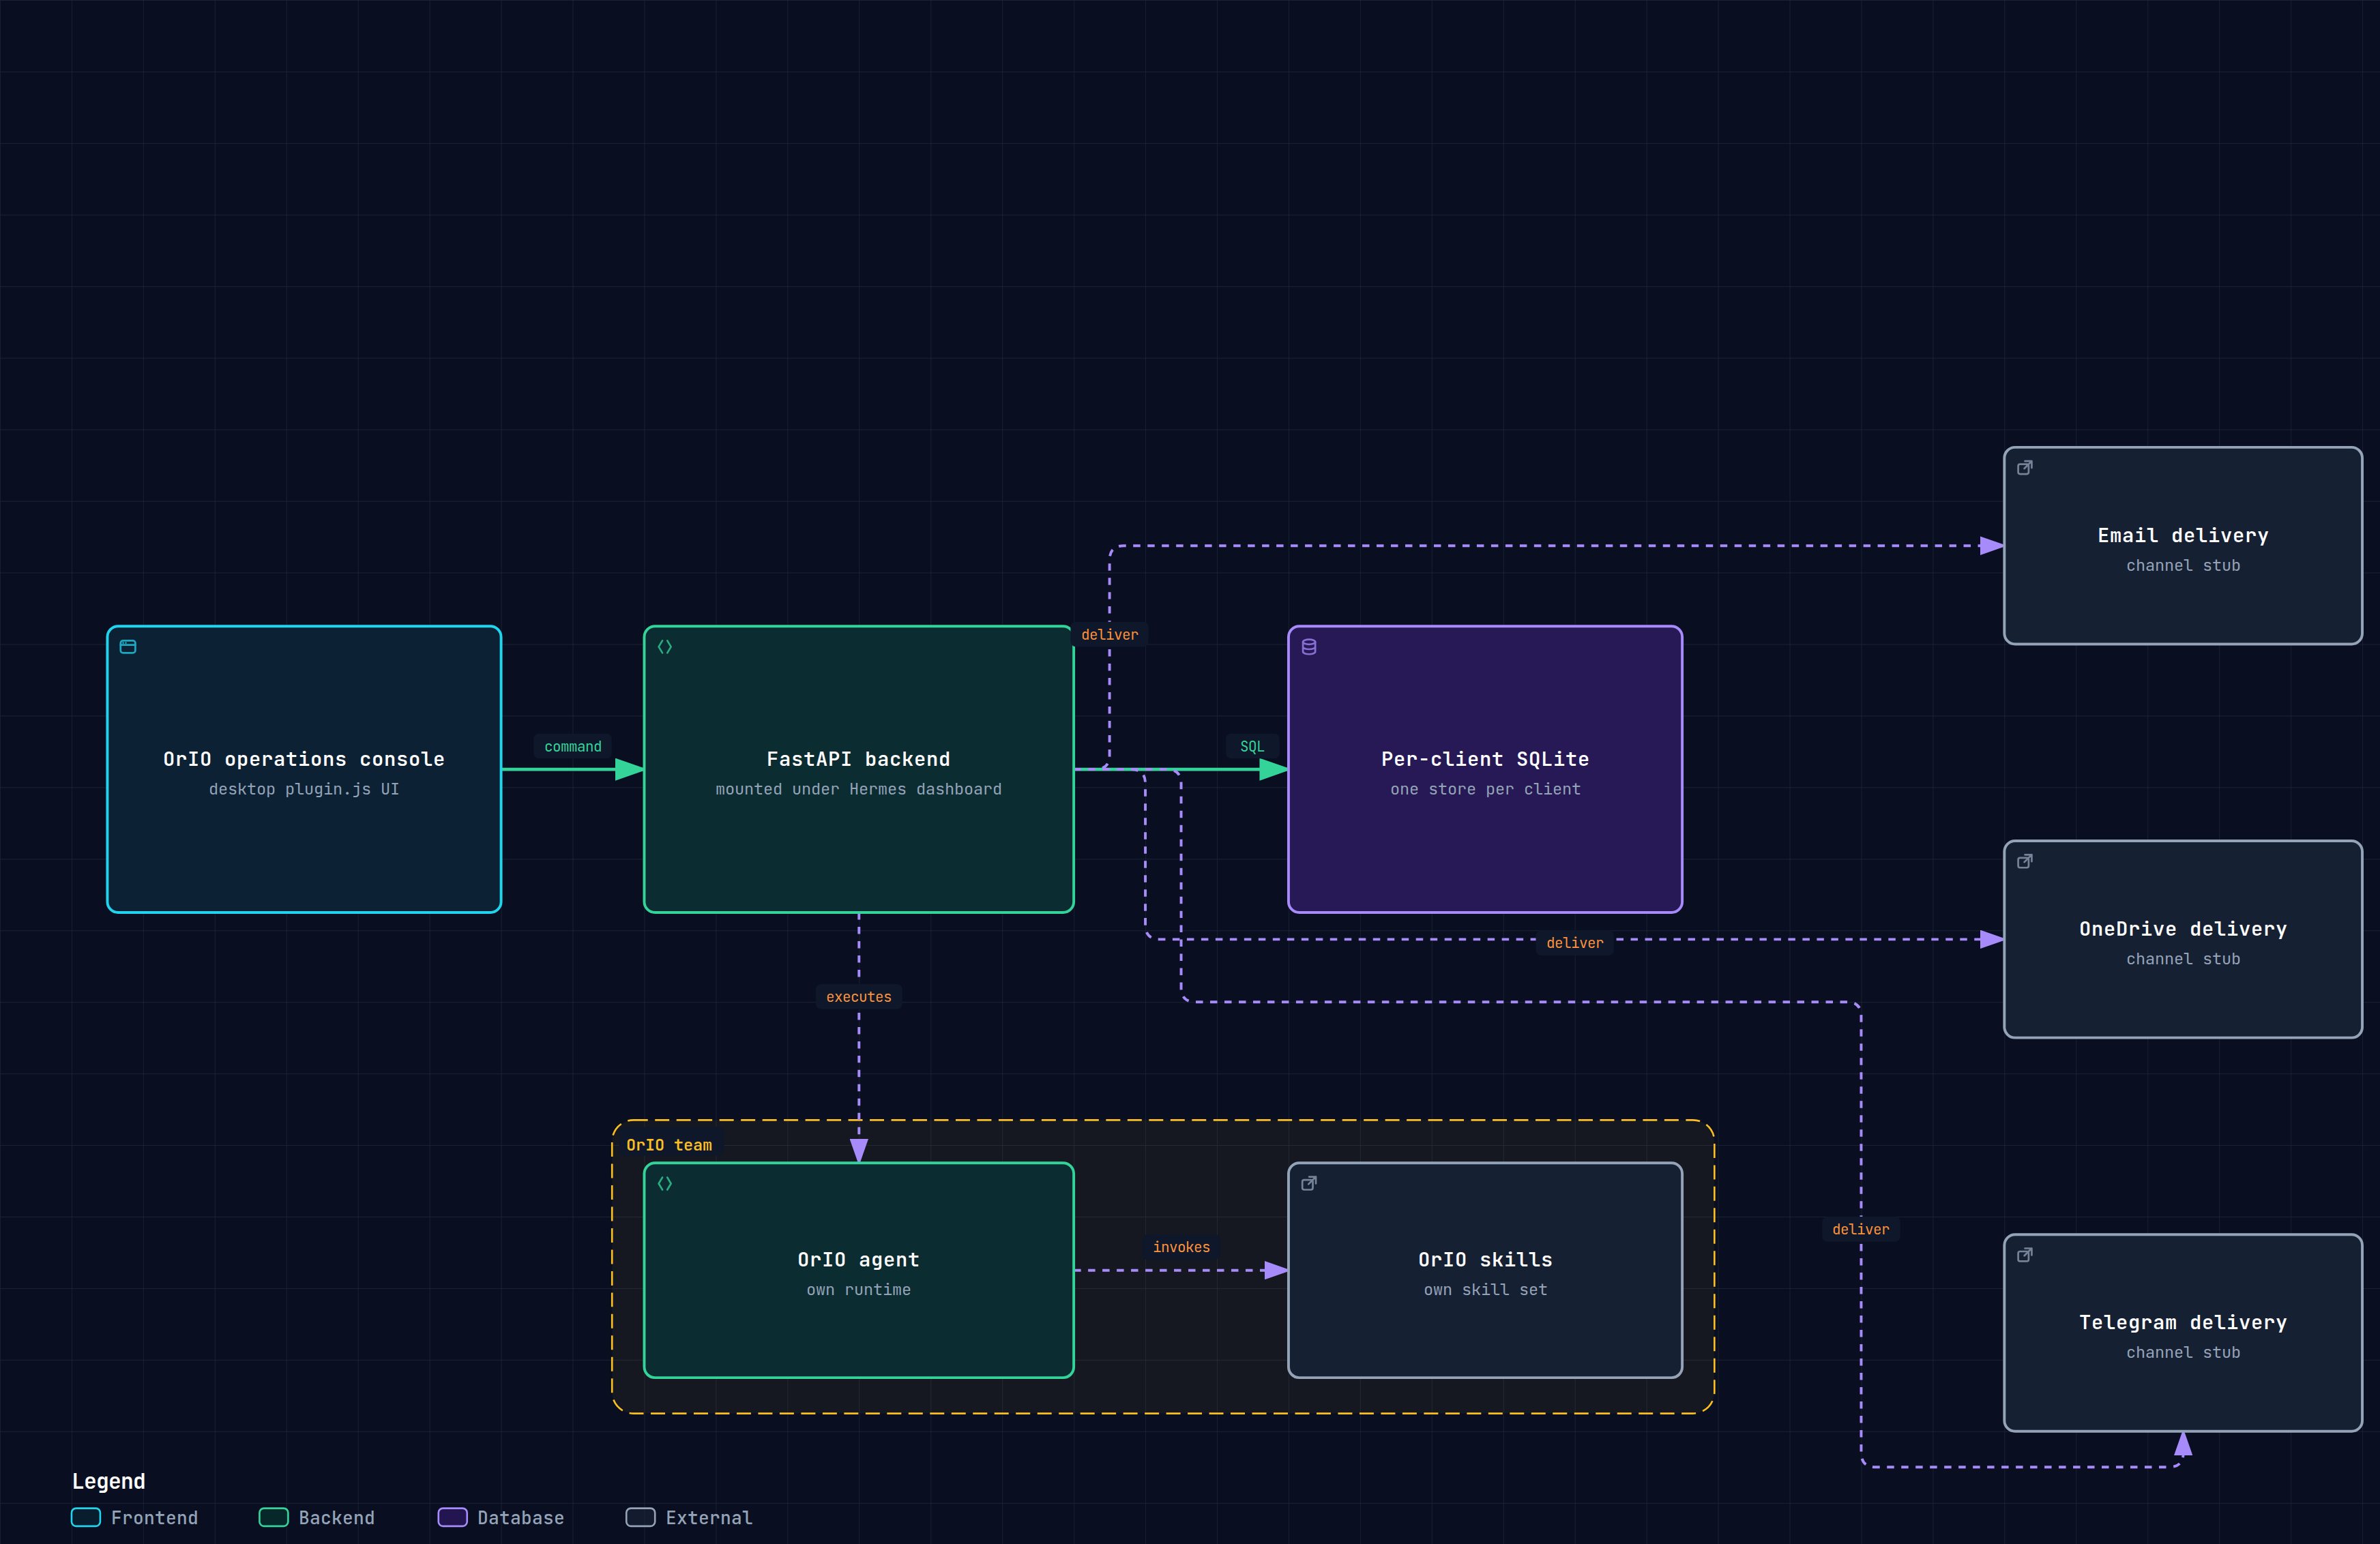 Email delivery
channel stub
deliver
OrIO operations console
desktop plugin.js UI
command
FastAPI backend
mounted under Hermes dashboard
SQL
Per-client SQLite
one store per client
OneDrive delivery
channel stub
deliver
executes
OrIO team
OrIO agent
own runtime
invokes
OrIO skills
own skill set
deliver
Telegram delivery
channel stub
Legend
Frontend
Backend
Database
External